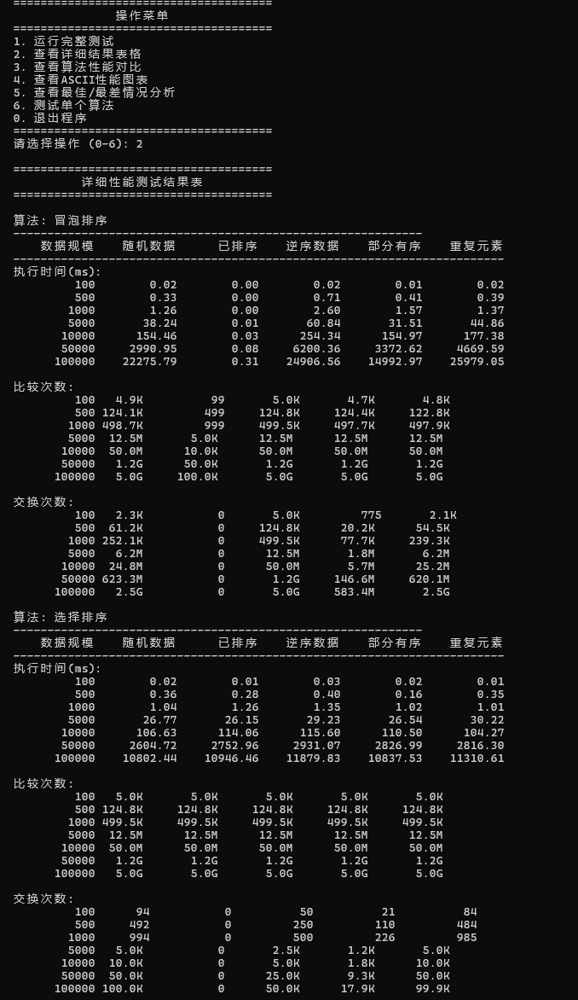 ======================================
操作菜单
======================================
1. 运行完整测试
2. 查看详细结果表格
3. 查看算法性能对比
4. 查看ASCII性能图表
5. 查看最佳/最差情况分析
6. 测试单个算法
0. 退出程序
======================================
请选择操作 (0-6): 2
======================================
详细性能测试结果表
======================================
算法: 冒泡排序
------------------------------------------------------------
数据规模 随机数据 已排序 逆序数据 部分有序 重复元素
------------------------------------------------------------------------
执行时间(ms):
100 0.02 0.00 0.02 0.01 0.02
500 0.33 0.00 0.71 0.41 0.39
1000 1.26 0.00 2.60 1.57 1.37
5000 38.24 0.01 60.84 31.51 44.86
10000 154.46 0.03 254.34 154.97 177.38
50000 2990.95 0.08 6200.36 3372.62 4669.59
100000 22275.79 0.31 24906.56 14992.97 25979.05
比较次数:
100 4.9K 99 5.0K 4.7K 4.8K
500 124.1K 499 124.8K 124.4K 122.8K
1000 498.7K 999 499.5K 497.7K 497.9K
5000 12.5M 5.0K 12.5M 12.5M 12.5M
10000 50.0M 10.0K 50.0M 50.0M 50.0M
50000 1.2G 50.0K 1.2G 1.2G 1.2G
100000 5.0G 100.0K 5.0G 5.0G 5.0G
交换次数:
100 2.3K 0 5.0K 775 2.1K
500 61.2K 0 124.8K 20.2K 54.5K
1000 252.1K 0 499.5K 77.7K 239.3K
5000 6.2M 0 12.5M 1.8M 6.2M
10000 24.8M 0 50.0M 5.7M 25.2M
50000 623.3M 0 1.2G 146.6M 620.1M
100000 2.5G 0 5.0G 583.4M 2.5G
算法: 选择排序
------------------------------------------------------------
数据规模 随机数据 已排序 逆序数据 部分有序 重复元素
------------------------------------------------------------------------
执行时间(ms):
100 0.02 0.01 0.03 0.02 0.01
500 0.36 0.28 0.40 0.16 0.35
1000 1.04 1.26 1.35 1.02 1.01
5000 26.77 26.15 29.23 26.54 30.22
10000 106.63 114.06 115.60 110.50 104.27
50000 2604.72 2752.96 2931.07 2826.99 2816.30
100000 10802.44 10946.46 11879.83 10837.53 11310.61
比较次数:
100 5.0K 5.0K 5.0K 5.0K 5.0K
500 124.8K 124.8K 124.8K 124.8K 124.8K
1000 499.5K 499.5K 499.5K 499.5K 499.5K
5000 12.5M 12.5M 12.5M 12.5M 12.5M
10000 50.0M 50.0M 50.0M 50.0M 50.0M
50000 1.2G 1.2G 1.2G 1.2G 1.2G
100000 5.0G 5.0G 5.0G 5.0G 5.0G
交换次数:
100 94 0 50 21 84
500 492 0 250 110 484
1000 994 0 500 226 985
5000 5.0K 0 2.5K 1.2K 5.0K
10000 10.0K 0 5.0K 1.8K 10.0K
50000 50.0K 0 25.0K 9.3K 50.0K
100000 100.0K 0 50.0K 17.9K 99.9K